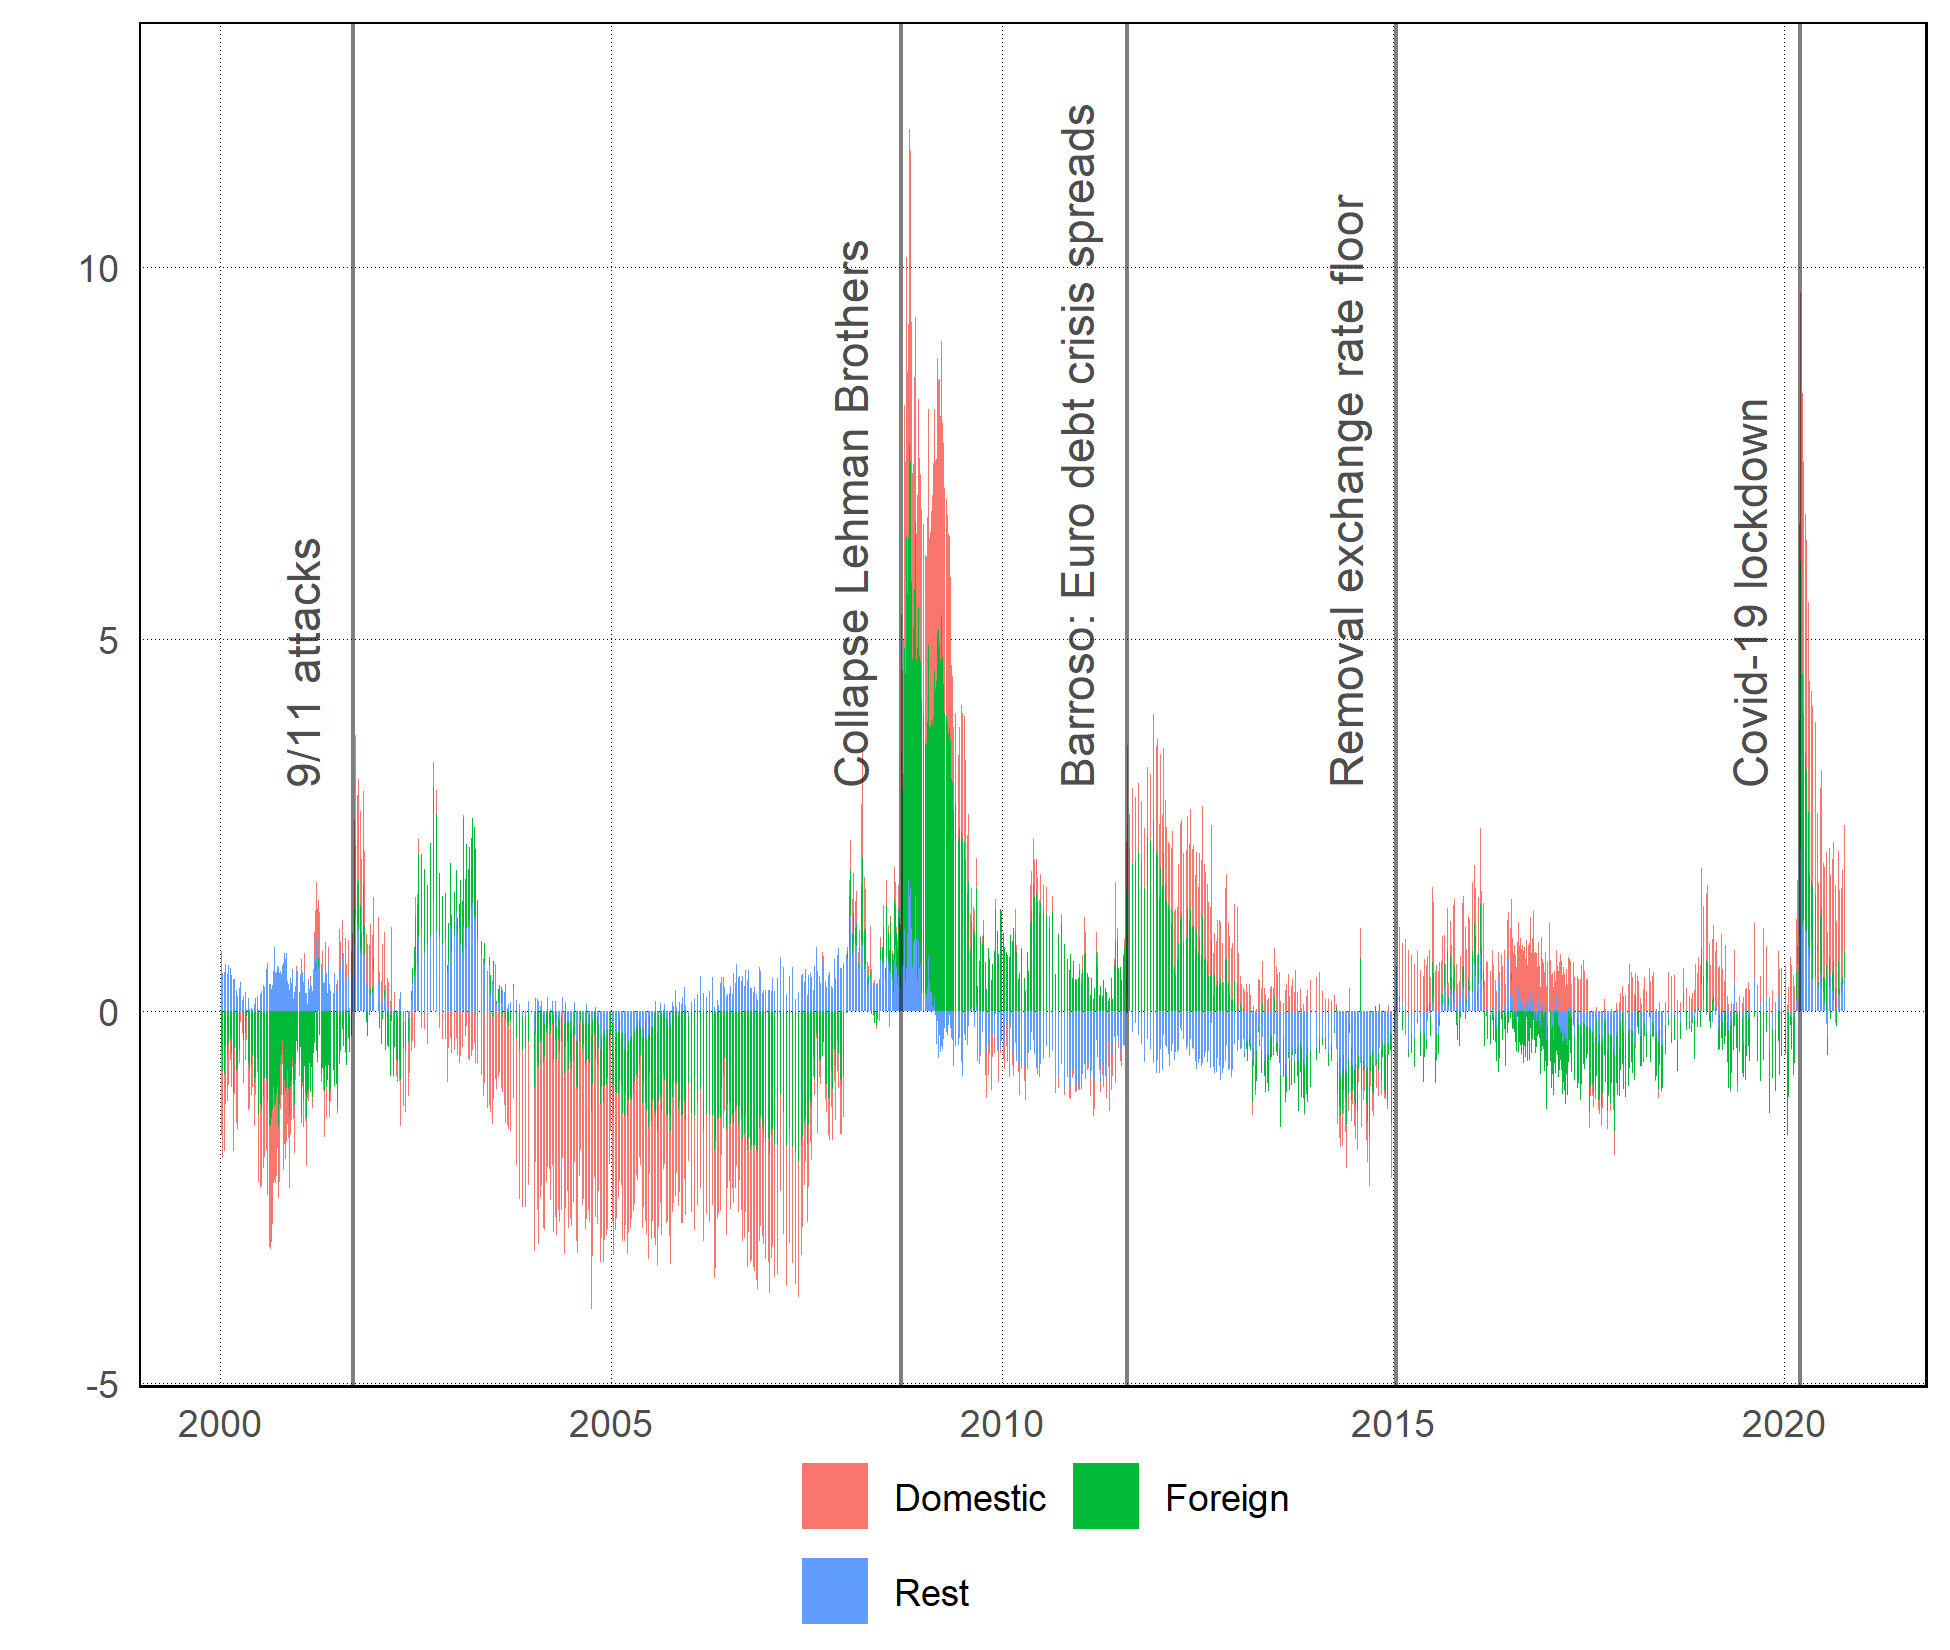 Barroso: Euro debt crisis spreads
Removal exchange rate floor
Collapse Lehman Brothers
Covid-19 lockdown
9/11 attacks
10
5
0
-5
2000
2005
2010
2015
2020
Domestic
Foreign
Rest